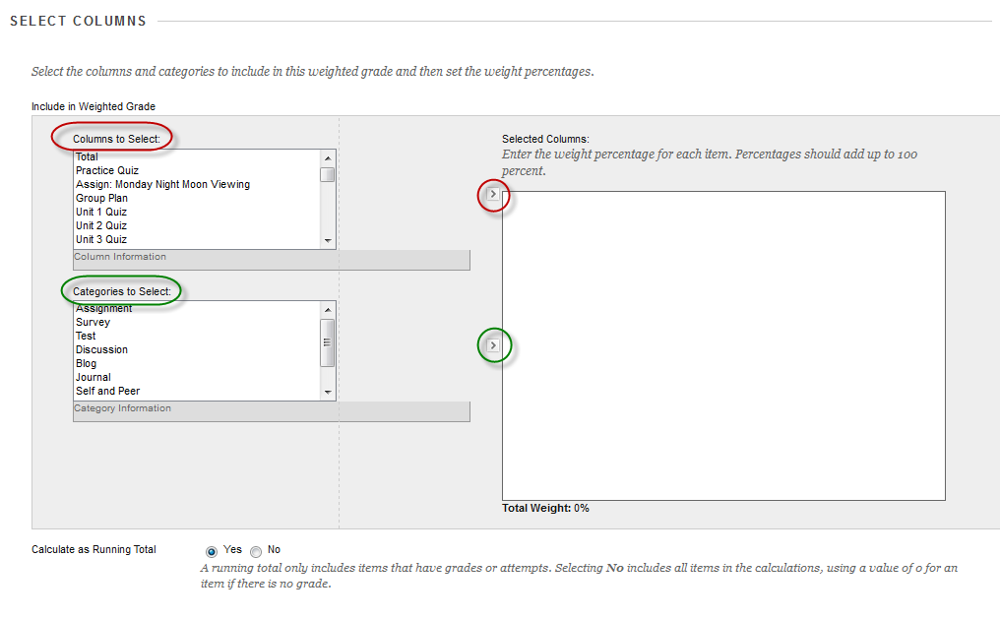 SELECT COLUMNS
Select the columns and categories to include in this weighted grade and then set the weight percentages.
Include in Weighted Grade
Columns to Select:
Total
Practice Quiz
Assign: Monday Night Moon Viewing
Group Plan
Unit 1 Quiz
Unit 2 Quiz
Unit 3 Quiz
Column Information
Categories to Select:
Assignment
Survey
Test
Discussion
Blog
Journal
Self and Peer
Category Information
Selected Columns:
Enter the weight percentage for each item. Percentages should add up to 100
percent.
Total Weight: 0%
Calculate as Running Total
Yes No
A running total only includes items that have grades or attempts. Selecting No includes all items in the calculations, using a value of 0 for an
item if there is no grade.